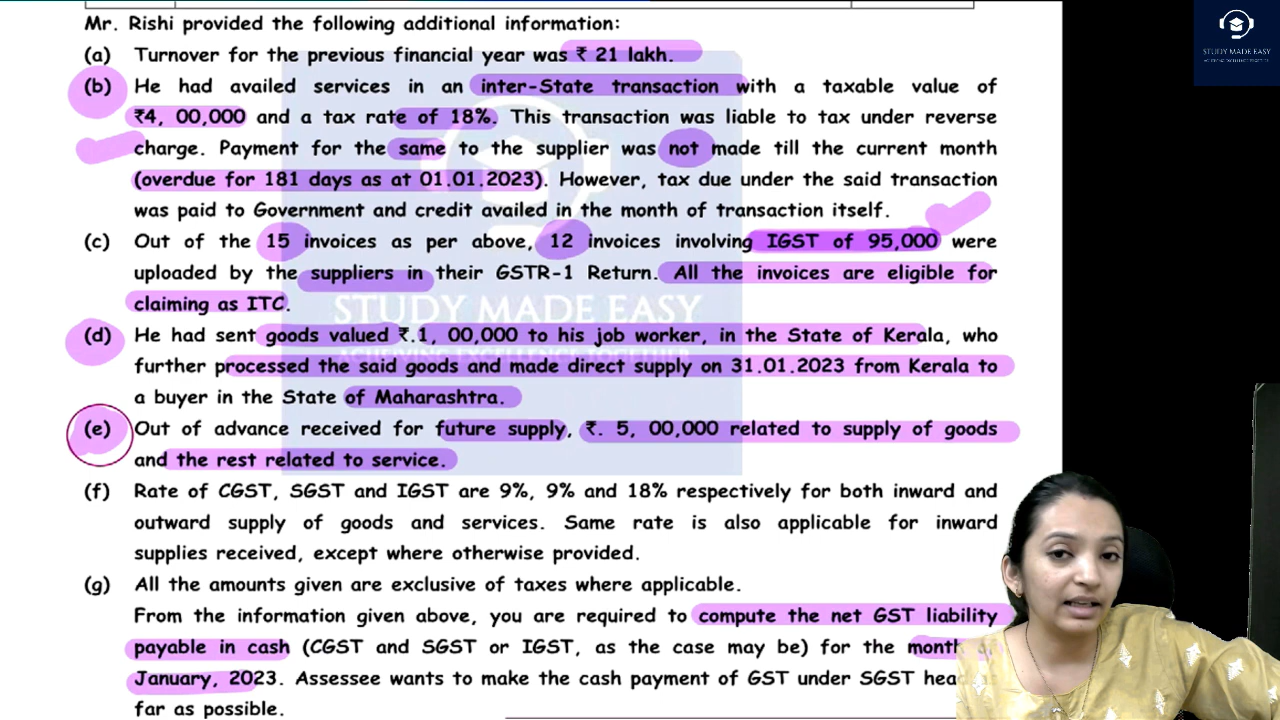 Mr. Rishi provided the following additional information:
(a) Turnover for the previous financial year was ₹ 21 lakh.
(b) He had availed services in an inter-State transaction with a taxable value of
₹4, 00,000 and a tax rate of 18%. This transaction was liable to tax under reverse
charge. Payment for the same to the supplier was not made till the current month
(overdue for 181 days as at 01.01.2023). However, tax due under the said transaction
was paid to Government and credit availed in the month of transaction itself.
(c) Out of the 15 invoices as per above, 12 invoices involving IGST of 95,000 were
uploaded by the suppliers in their GSTR-1 Return. All the invoices are eligible for
claiming as ITC.
(d) He had sent goods valued ₹.1, 00,000 to his job worker, in the State of Kerala, who
further processed the said goods and made direct supply on 31.01.2023 from Kerala to
a buyer in the State of Maharashtra.
(e) Out of advance received for future supply, ₹. 5, 00,000 related to supply of goods
and the rest related to service.
(f) Rate of CGST, SGST and IGST are 9%, 9% and 18% respectively for both inward and
outward supply of goods and services. Same rate is also applicable for inward
supplies received, except where otherwise provided.
(g) All the amounts given are exclusive of taxes where applicable.
From the information given above, you are required to compute the net GST liability
payable in cash (CGST and SGST or IGST, as the case may be) for the month
January, 2023. Assessee wants to make the cash payment of GST under SGST head
far as possible.
STUDY MADE EASY
STUDY MADE EASY
ACHIEVING EXCELLENCE TOGETHER